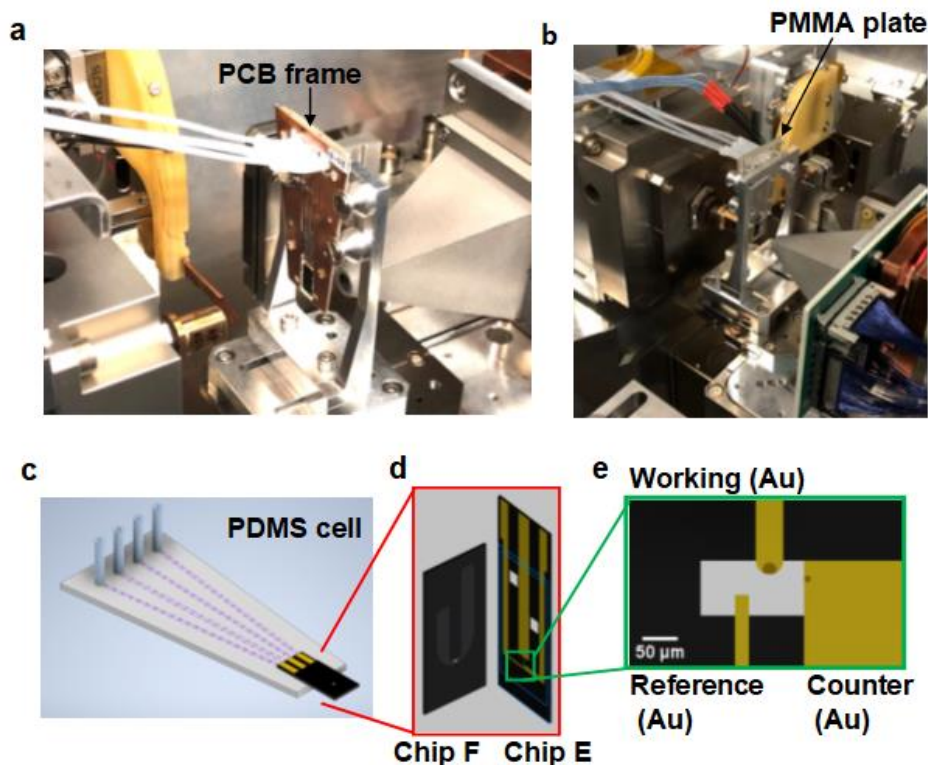 a
PCB frame
b
PMMA plate
c
PDMS cell
d
Chip F
Chip E
e
Working (Au)
50 µm
Reference
(Au)
Counter
(Au)